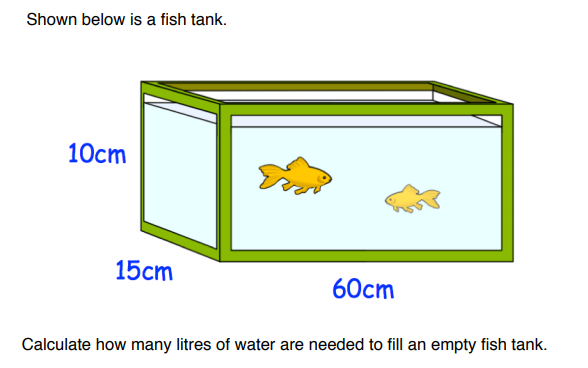 Shown below is a fish tank.
10cm
15cm
60cm
Calculate how many litres of water are needed to fill an empty fish tank.